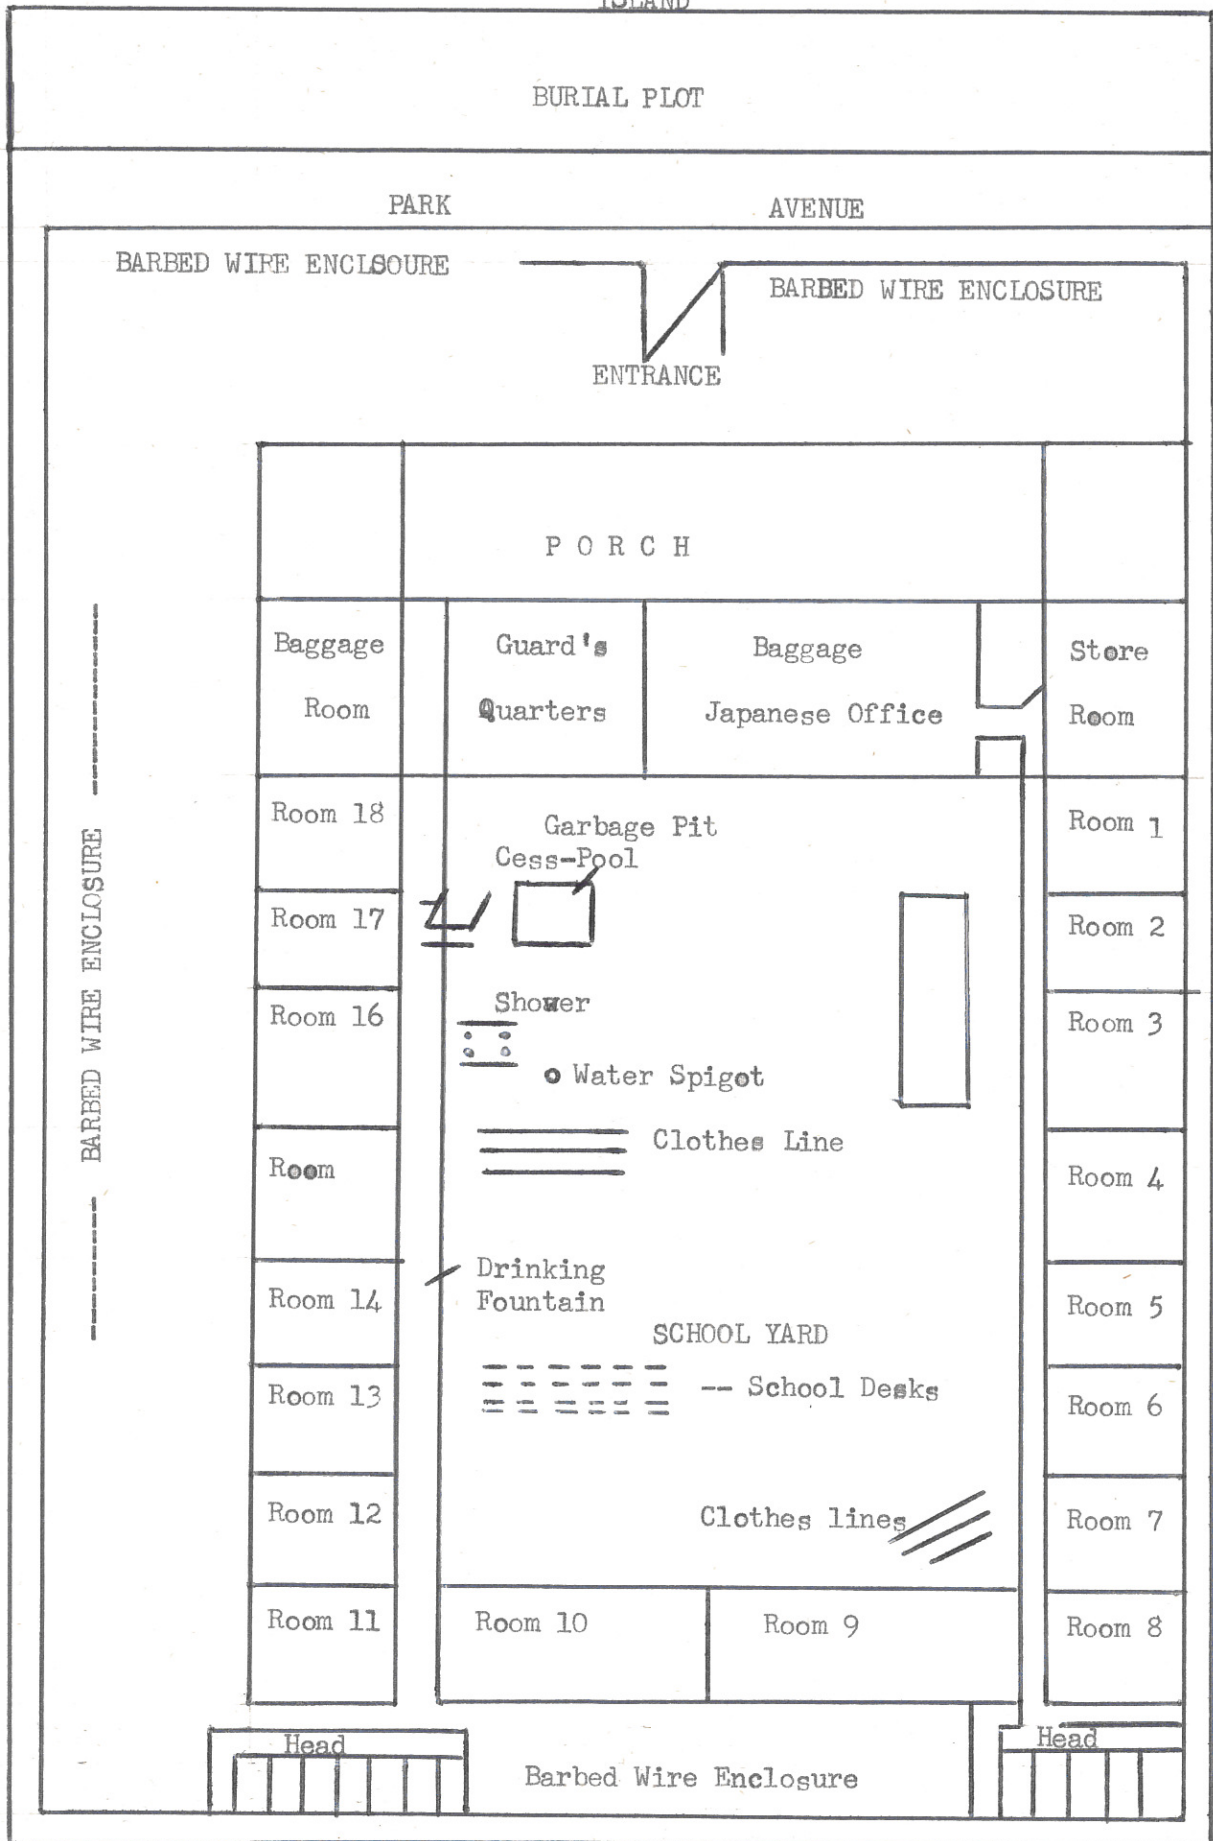 ISLAND
BURIAL PLOT
PARK AVENUE
BARBED WIRE ENCLSOURE
BARBED WIRE ENCLOSURE
ENTRANCE
PORCH
Baggage
Room
Guard's
Quarters
Baggage
Japanese Office
Store
Room
BARBED WIRE ENCLOSURE
Room 18
Garbage Pit
Cess-Pool
Room 1
Room 17
Room 2
Room 16
Shower
Room 3
Water Spigot
Clothes Line
Room
Room 4
Drinking
Fountain
Room 14
Room 5
SCHOOL YARD
-- School Desks
Room 13
Room 6
Clothes lines
Room 12
Room 7
Room 11
Room 10
Room 9
Room 8
Head
Head
Barbed Wire Enclosure